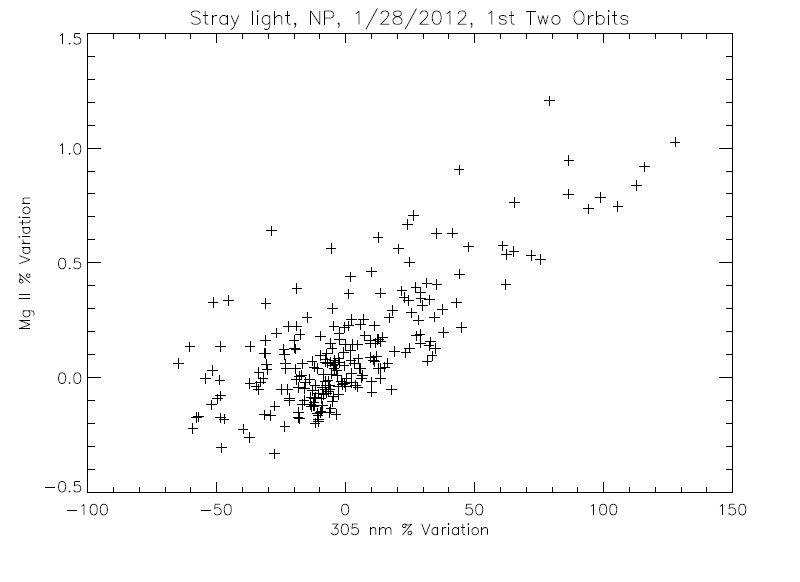 Stray light, NP, 1/28/2012, 1st Two Orbits
1.5
1.0
0.5
0.0
−0.5
Mg II % Variation
−100 −50 0 50 100 150
305 nm % Variation